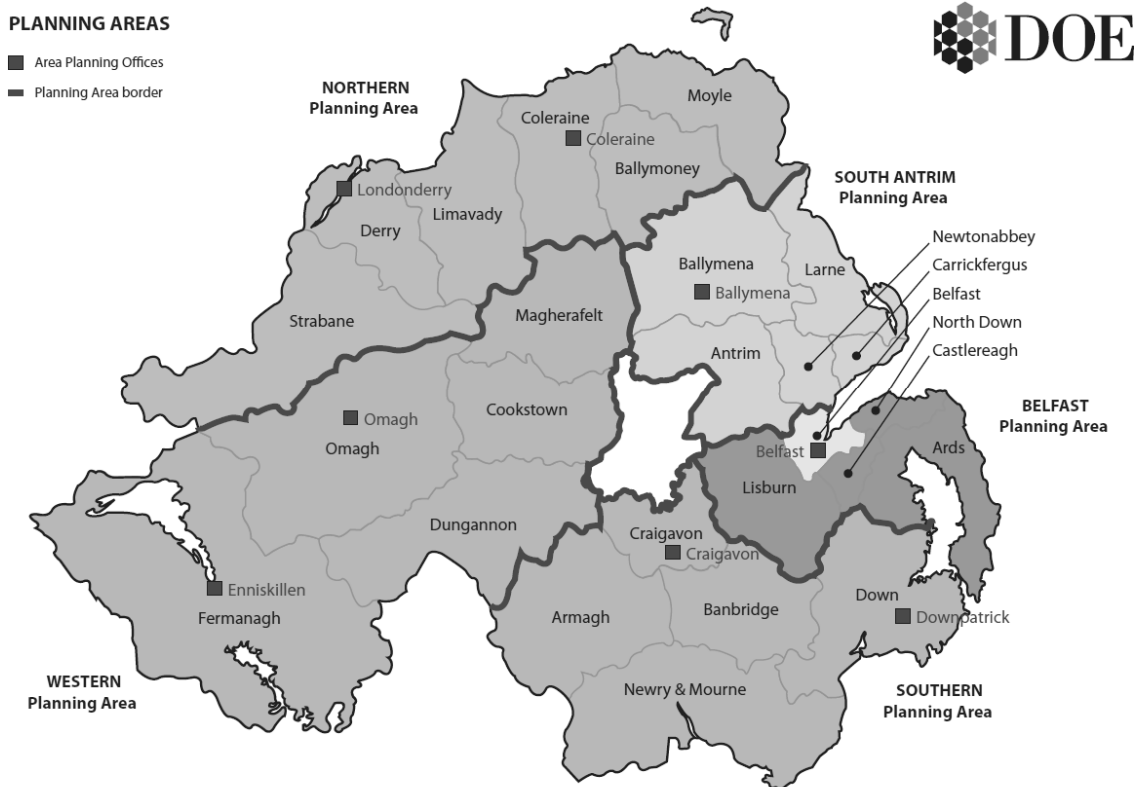 PLANNING AREAS
Area Planning Offices
Planning Area border
DOE
NORTHERN
Planning Area
Moyle
Coleraine
Coleraine
Ballymoney
SOUTH ANTRIM
Planning Area
Londonderry
Limavady
Derry
Newtonabbey
Carrickfergus
Belfast
North Down
Castlereagh
Ballymena
Larne
Ballymena
Magherafelt
Strabane
Antrim
Cookstown
Omagh
Omagh
BELFAST
Planning Area
Belfast
Ards
Lisburn
Dungannon
Craigavon
Craigavon
Enniskillen
Fermanagh
Armagh
Banbridge
Down
Downpatrick
WESTERN
Planning Area
Newry & Mourne
SOUTHERN
Planning Area